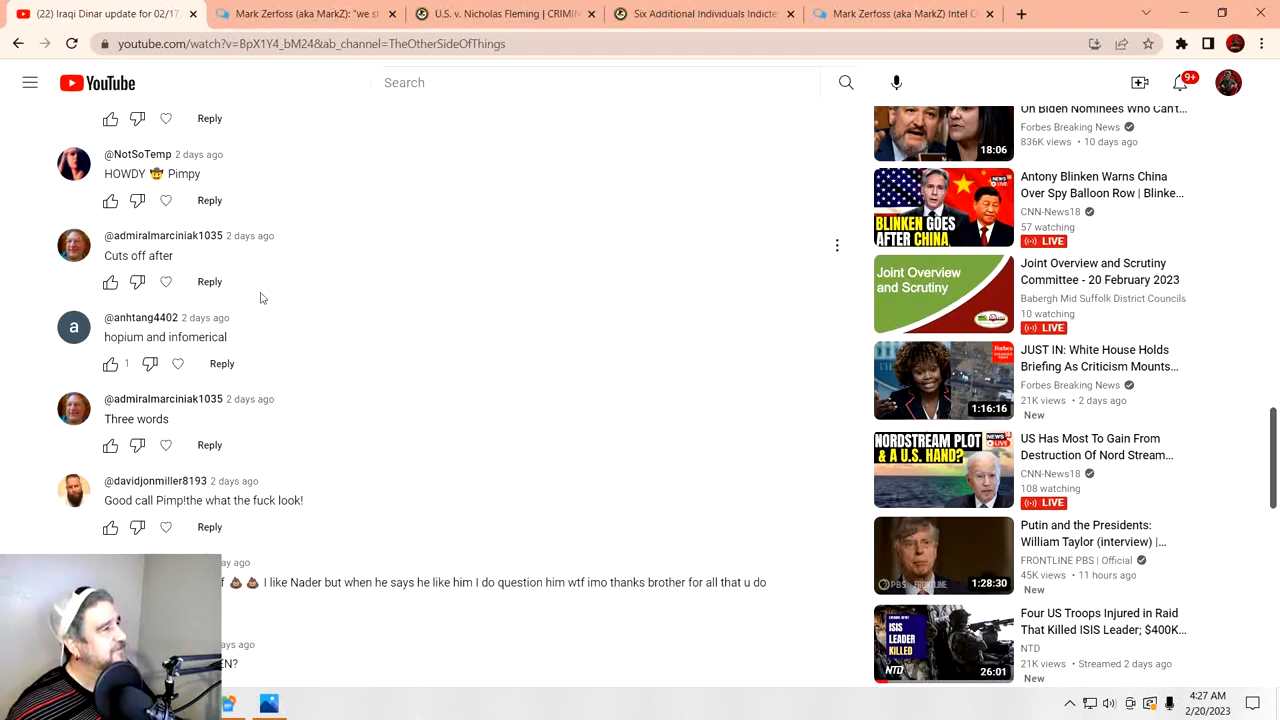 (22) Iraqi Dinar update for 02/17,
Mark Zerfoss (aka MarkZ): "we s
U.S. v. Nicholas Fleming | CRIMIN
Six Additional Individuals Indicte
Mark Zerfoss (aka MarkZ) Intel C
youtube.com/watch?v=BpX1Y4_bM248&ab_channel=TheOtherSideOfThings
YouTube
Search
9+
Reply
@NotSoTemp 2 days ago
HOWDY 🤠 Pimpy
Reply
2 days ago
Cuts off after
Reply
@anhtang4402 2 days ago
hopium and infomerical
1
Reply
@admiralmarciniak1035 2 days ago
Three words
Reply
@davidjonmiller8193 2 days ago
Good call Pimp!the what the fuck look!
Reply
ay ago
f 💩 💩 I like Nader but when he says he like him I do question him wtf imo thanks brother for all that u do
ays ago
EN?
On Biden Nominees Who Can't...
Forbes Breaking News
836K views • 10 days ago
18:06
Antony Blinken Warns China
Over Spy Balloon Row | Blinke...
CNN-News18
57 watching
LIVE
BLINKEN GOES
AFTER CHINA
Joint Overview and Scrutiny
Committee - 20 February 2023
Babergh Mid Suffolk District Councils
10 watching
LIVE
Joint Overview
and Scrutiny
JUST IN: White House Holds
Briefing As Criticism Mounts...
Forbes Breaking News
21K views • 2 days ago
New
Forbes
1:16:16
US Has Most To Gain From
Destruction Of Nord Stream...
CNN-News18
108 watching
LIVE
NORDSTREAM PLOT
& A U.S. HAND?
Putin and the Presidents:
William Taylor (interview) |...
FRONTLINE PBS | Official
45K views • 11 hours ago
New
PBS FRONTLINE
1:28:30
Four US Troops Injured in Raid
That Killed ISIS Leader; $400K...
NTD
21K views • Streamed 2 days ago
New
ISIS
LEADER
KILLED
NTD
26:01
4:27 AM
2/20/2023